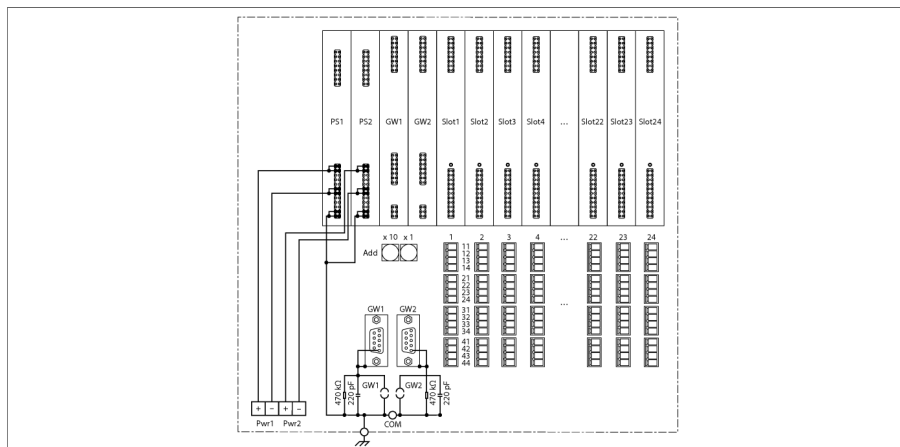 PS1 PS2 GW1 GW2 Slot1 Slot2 Slot3 Slot4 ... Slot22 Slot23 Slot24
x 10 x 1 1 2 3 4 ... 22 23 24
Add
11
12
13
14
21
22
23
24
...
31
32
33
34
41
42
43
44
GW1 GW2
470 kΩ
220 pF
GW1 GW2
470 kΩ
220 pF
COM
+ − + −
Pwr1 Pwr2